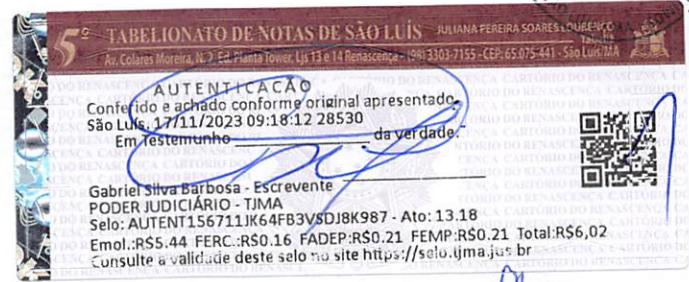 5º TABELIONATO DE NOTAS DE SÃO LUÍS JULIANA PEREIRA SOARES LOURENÇO
Av. Colares Moreira, N. 2, Ed. Planta Tower, Ljs 13 e 14 Renascença - (98) 3303-7155 - CEP: 65.075-441 - São Luís/MA
AUTENTICAÇÃO
Conferido e achado conforme original apresentado.
São Luís, 17/11/2023 09:18:12 28530
Em Testemunho da verdade.
Gabriel Silva Barbosa - Escrevente
PODER JUDICIÁRIO - TJMA
Selo: AUTENT156711JK64FB3VSDJ8K987 - Ato: 13.18
Emol.:R$5.44 FERC.:R$0.16 FADEP:R$0.21 FEMP:R$0.21 Total:R$6,02
Consulte a validade deste selo no site https://selo.tjma.jus.br